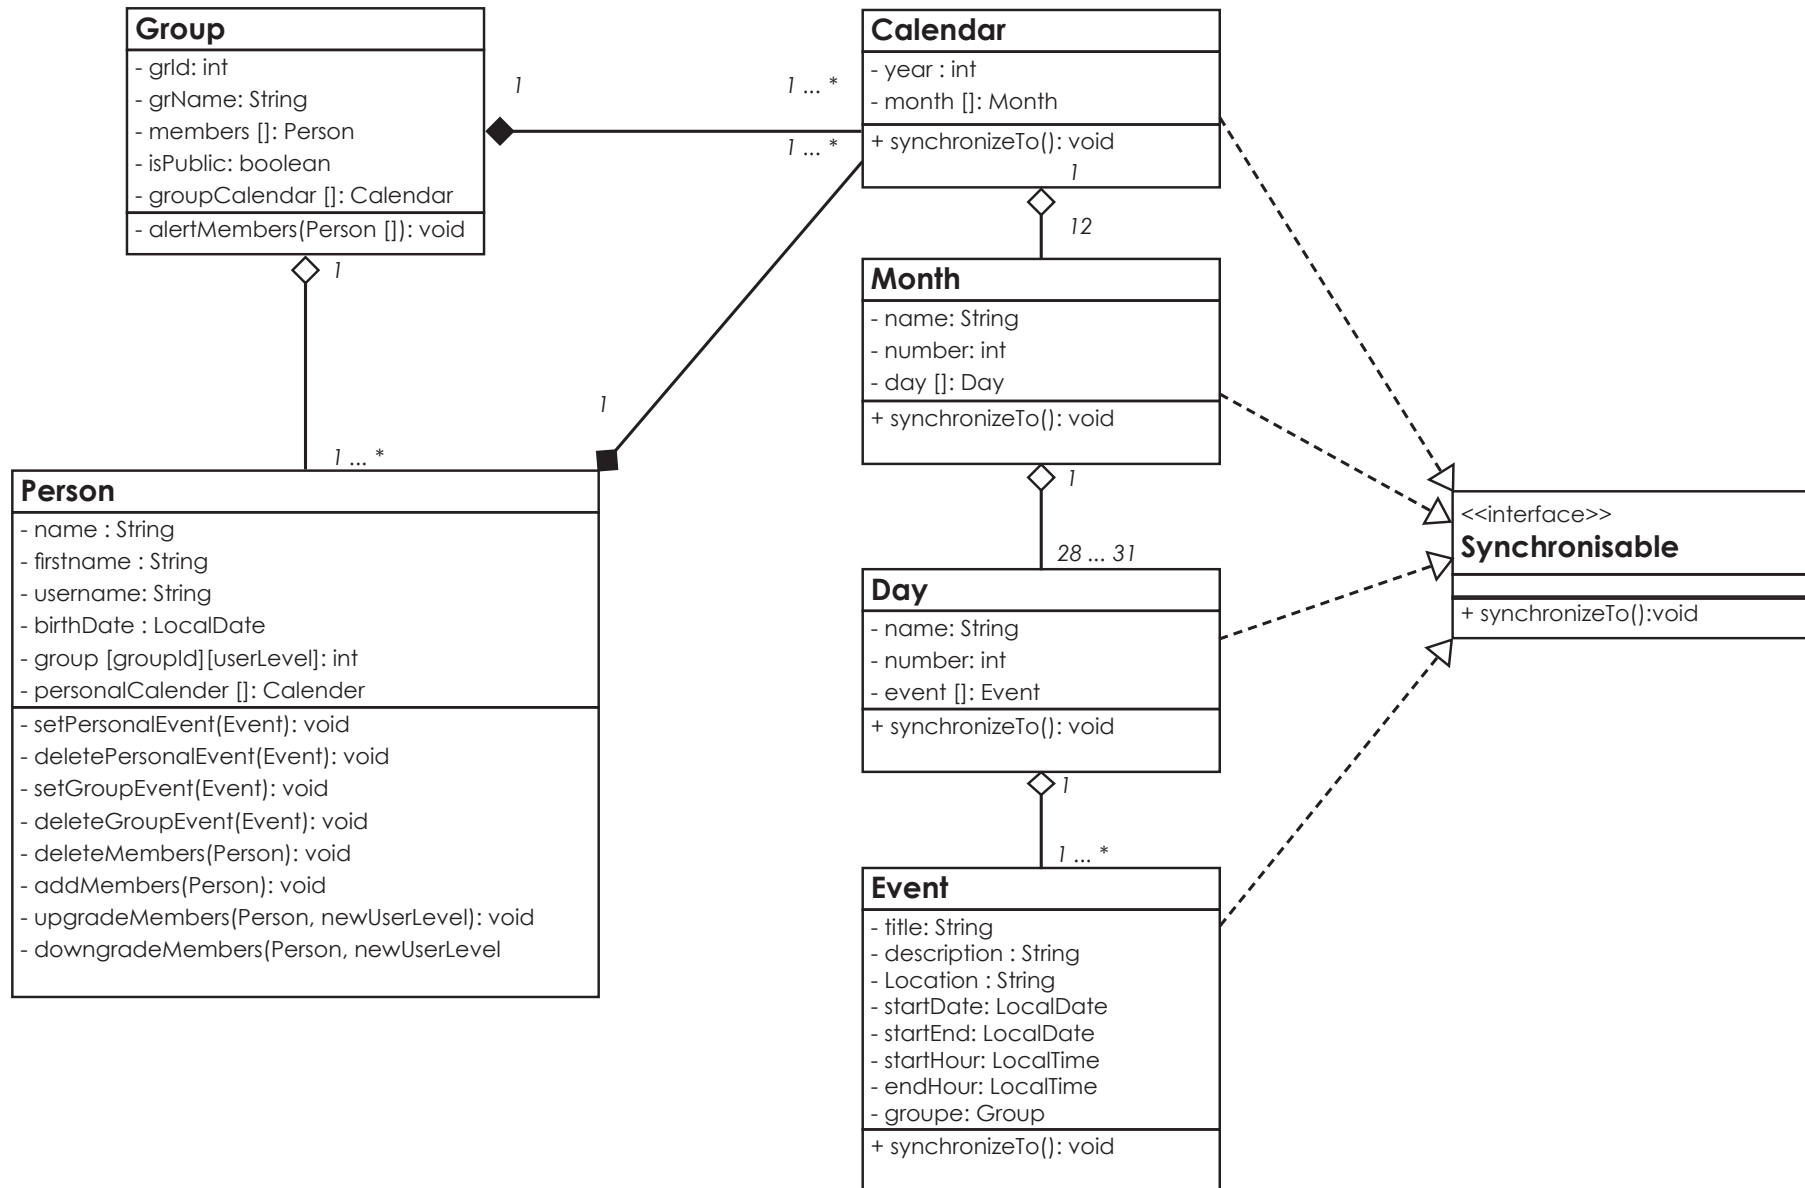 Group
- grId: int
- grName: String
- members []: Person
- isPublic: boolean
- groupCalendar []: Calendar
- alertMembers(Person []): void
1
1 ... *
1 ... *
Calendar
- year : int
- month []: Month
+ synchronizeTo(): void
1
12
Month
- name: String
- number: int
- day []: Day
+ synchronizeTo(): void
1
1 ... *
1
Person
- name : String
- firstname : String
- username: String
- birthDate : LocalDate
- group [groupId][userLevel]: int
- personalCalender []: Calender
- setPersonalEvent(Event): void
- deletePersonalEvent(Event): void
- setGroupEvent(Event): void
- deleteGroupEvent(Event): void
- deleteMembers(Person): void
- addMembers(Person): void
- upgradeMembers(Person, newUserLevel): void
- downgradeMembers(Person, newUserLevel
1
28 ... 31
Day
- name: String
- number: int
- event []: Event
+ synchronizeTo(): void
1
1 ... *
Event
- title: String
- description : String
- Location : String
- startDate: LocalDate
- startEnd: LocalDate
- startHour: LocalTime
- endHour: LocalTime
- groupe: Group
+ synchronizeTo(): void
<<interface>>
Synchronisable
+ synchronizeTo():void